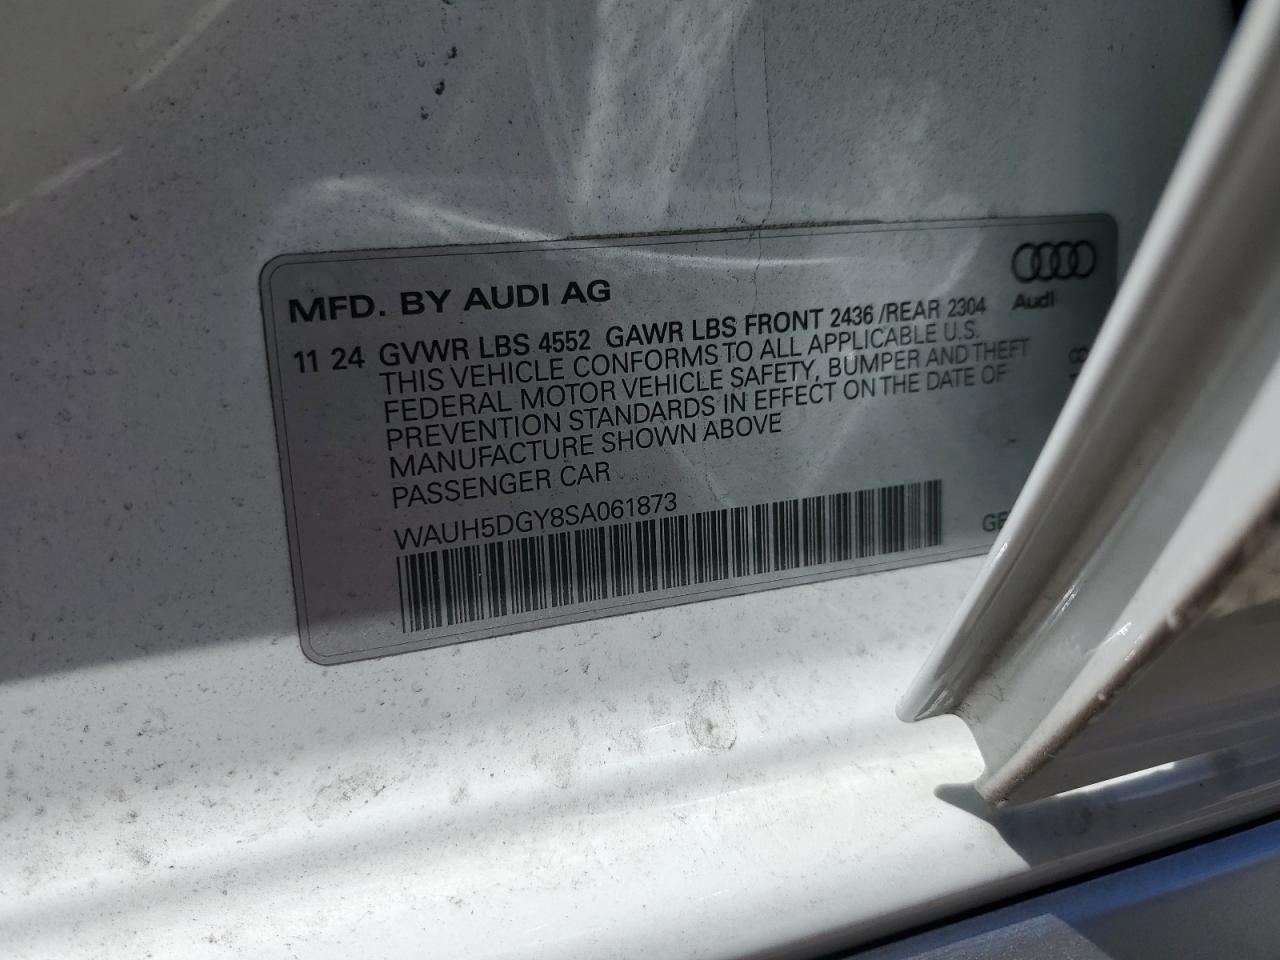 MFD. BY AUDI AG
Audi
11 24 GVWR LBS 4552 GAWR LBS FRONT 2436 /REAR 2304
THIS VEHICLE CONFORMS TO ALL APPLICABLE U.S.
FEDERAL MOTOR VEHICLE SAFETY, BUMPER AND THEFT
PREVENTION STANDARDS IN EFFECT ON THE DATE OF
MANUFACTURE SHOWN ABOVE
PASSENGER CAR
WAUH5DGY8SA061873